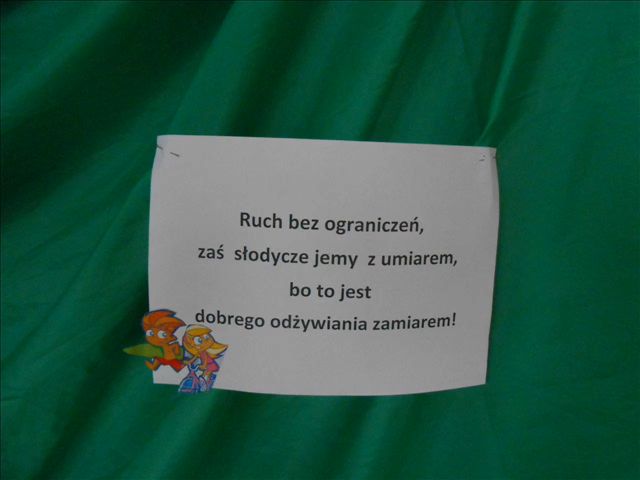 Ruch bez ograniczeń,
zaś słodycze jemy z umiarem,
bo to jest
dobrego odżywiania zamiarem!